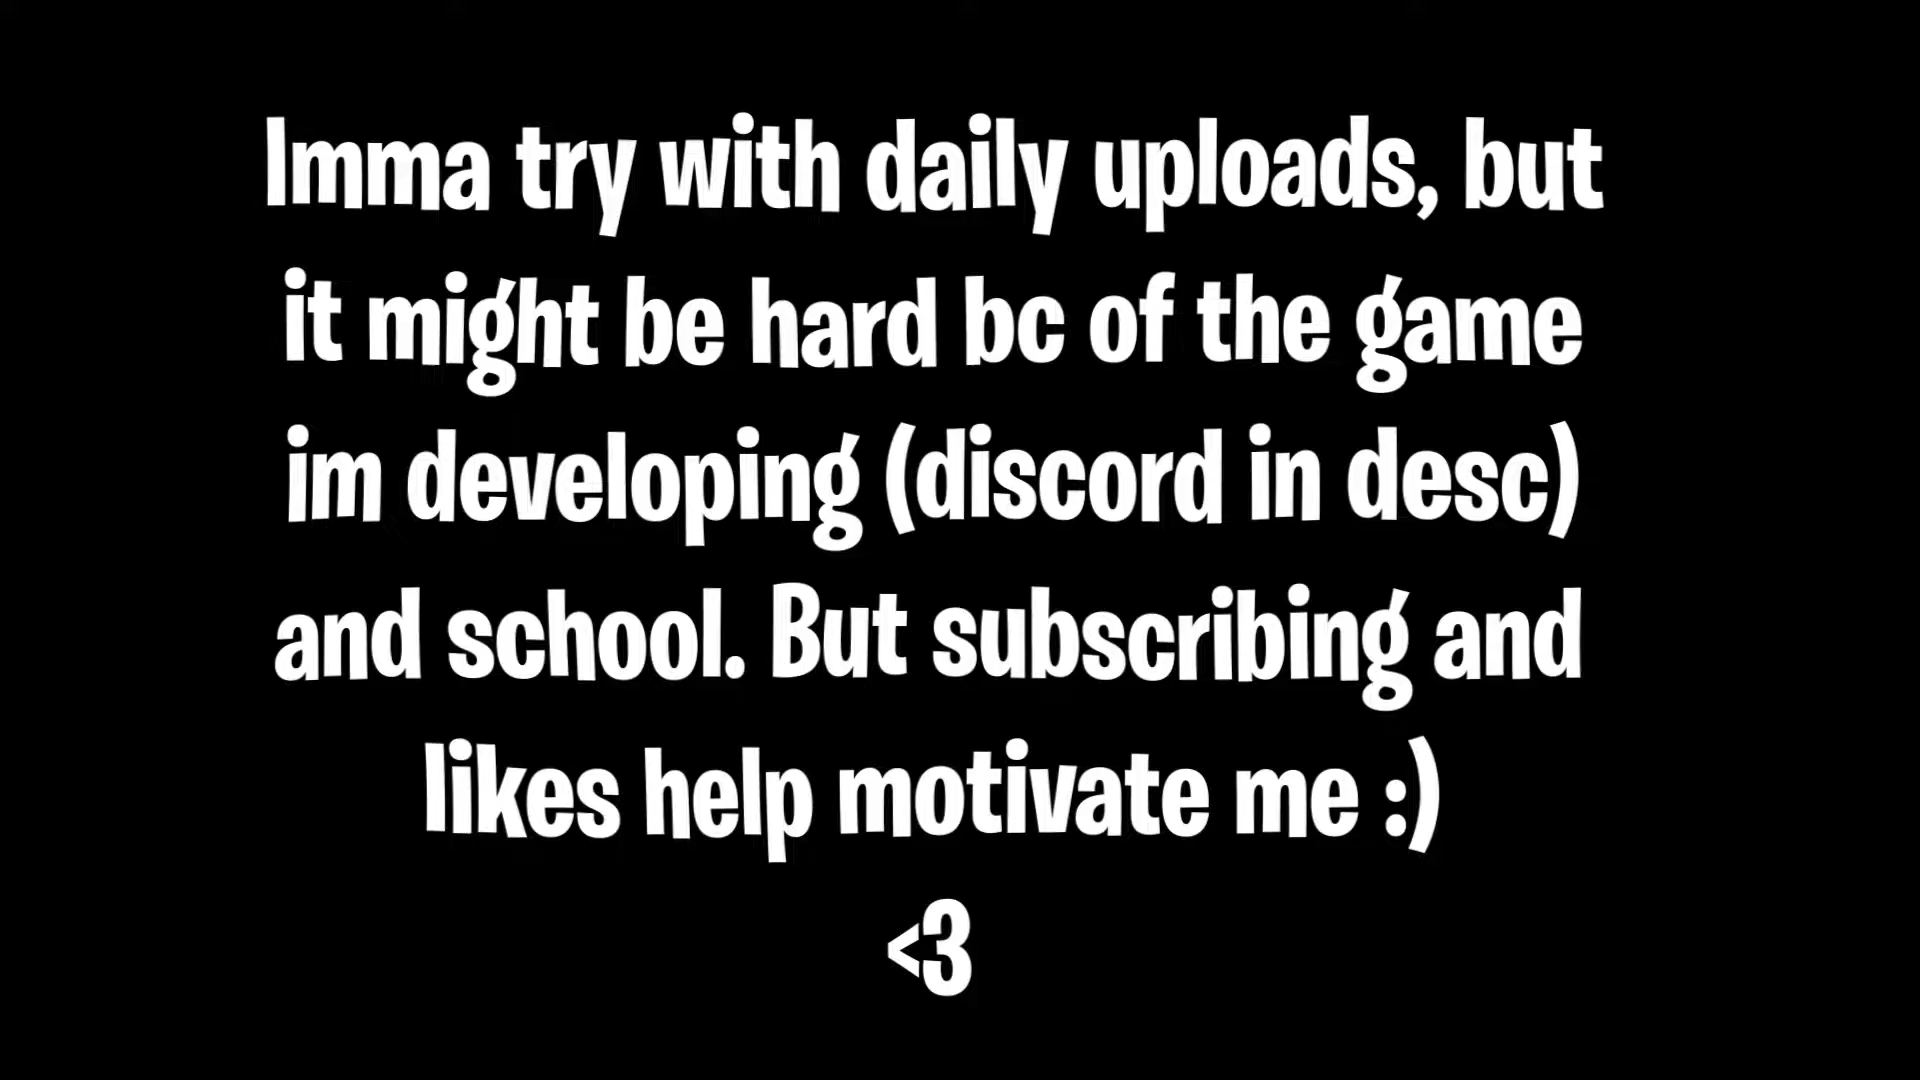 Imma try with daily uploads, but
it might be hard bc of the game
im developing (discord in desc)
and school. But subscribing and
likes help motivate me :)
<3